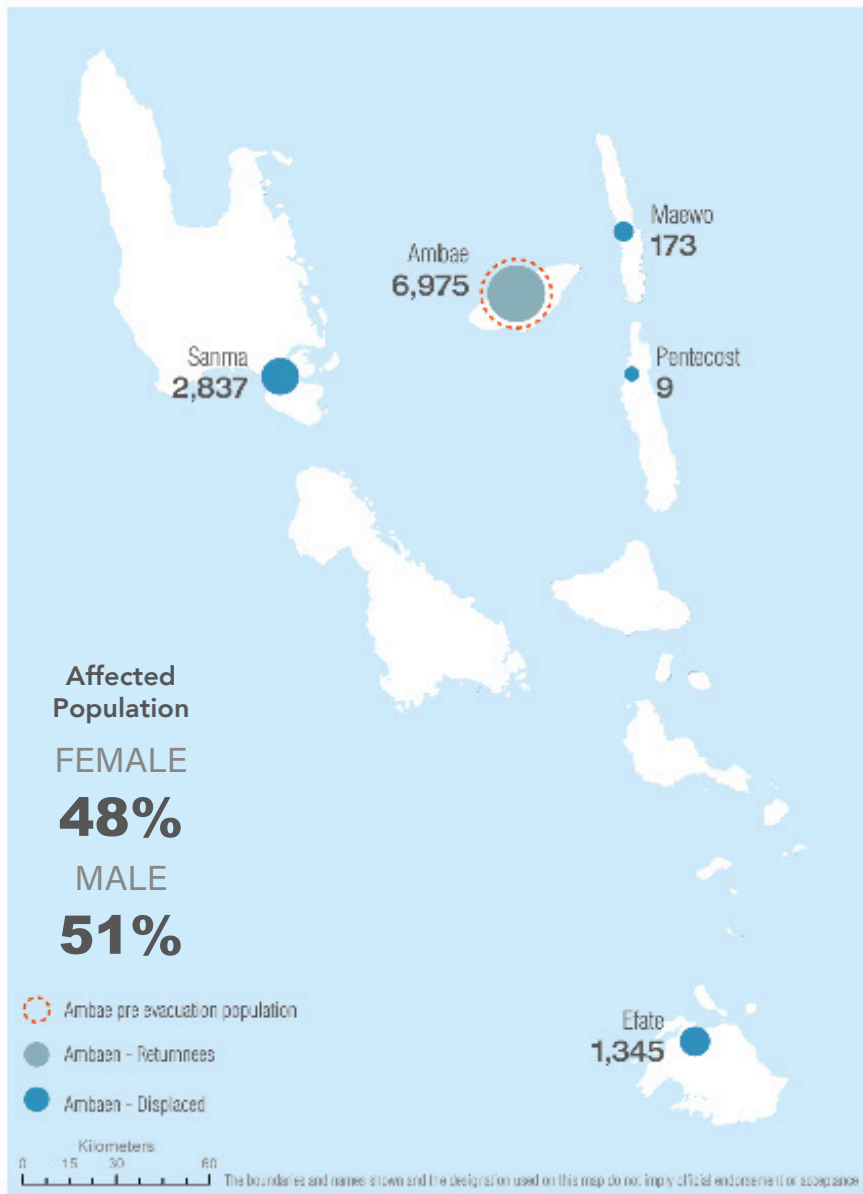 Maewo
173
Ambae
6,975
Sanma
2,837
Pentecost
9
Affected
Population
FEMALE
48%
MALE
51%
Ambae pre evacuation population
Ambaen - Returnnees
Ambaen - Displaced
Efate
1,345
Kilometers
0 15 30 60
The boundaries and names shown and the designation used on this map do not imply official endorsement or acceptance